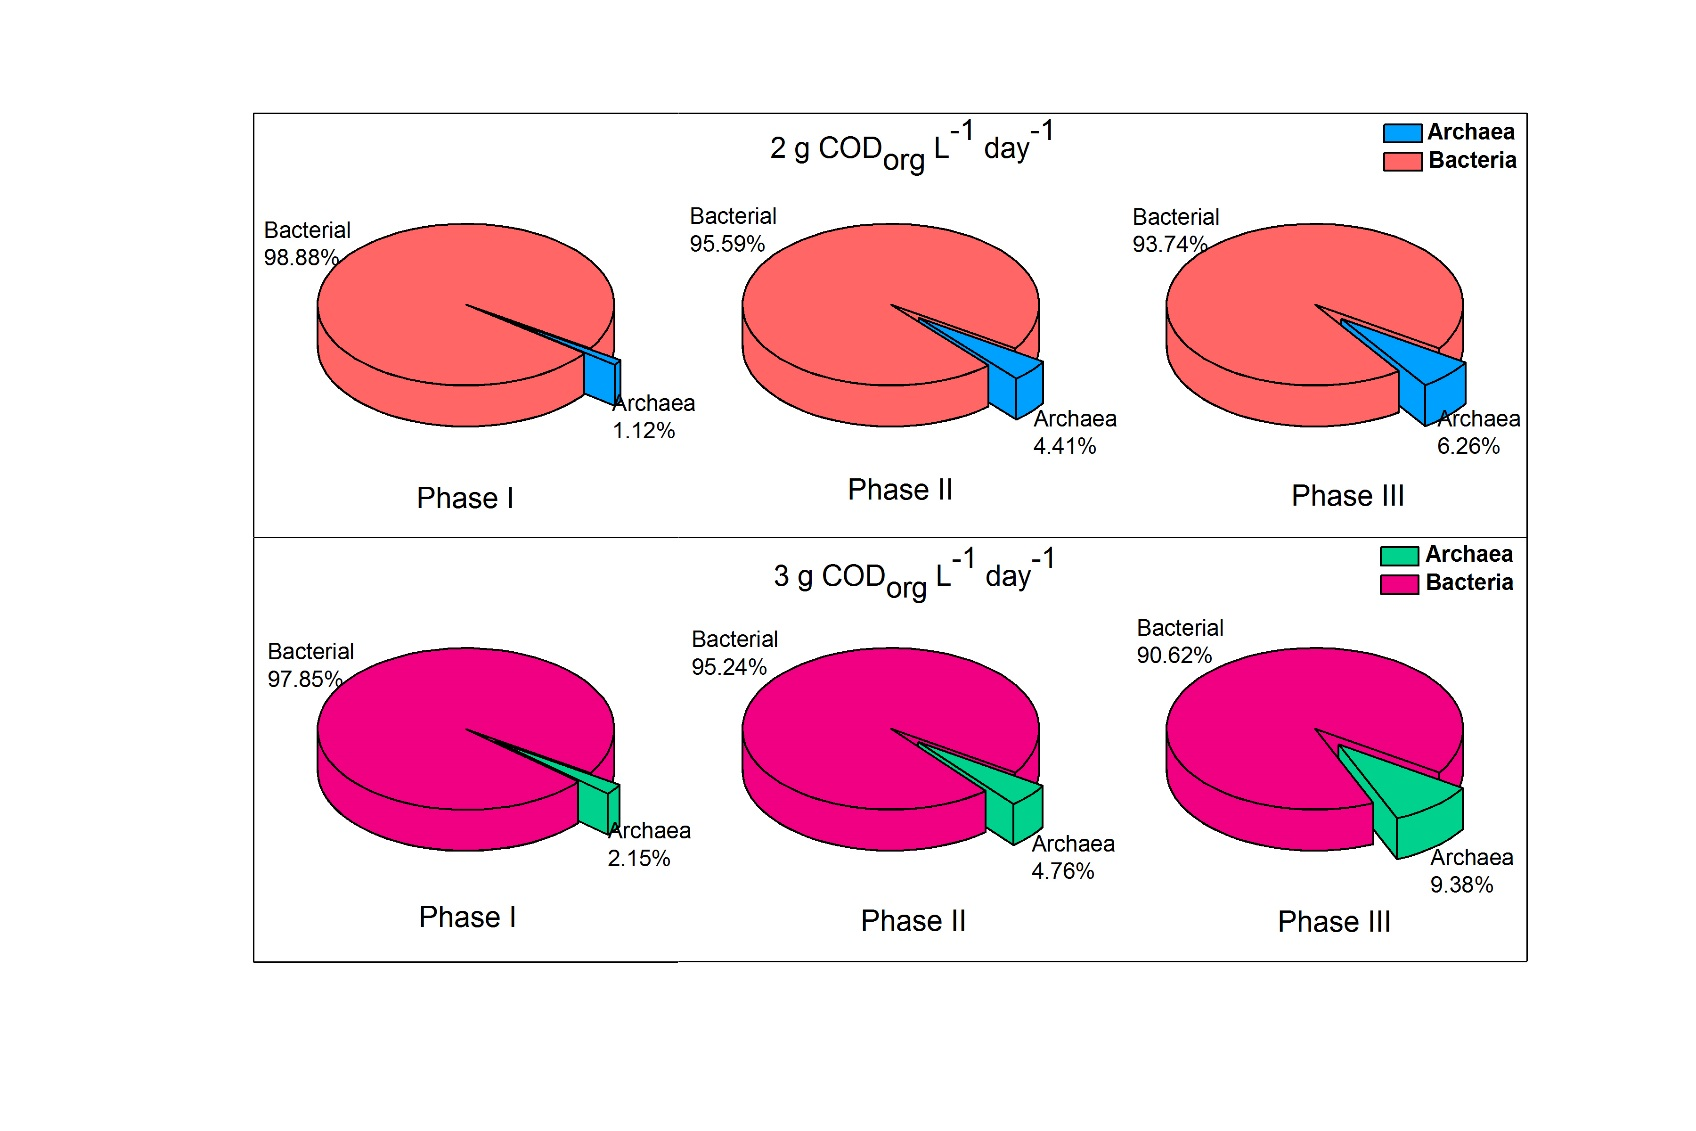 2 g CODorg L-1 day-1
Archaea
Bacteria
Bacterial
98.88%
Archaea
1.12%
Phase I
Bacterial
95.59%
Archaea
4.41%
Phase II
Bacterial
93.74%
Archaea
6.26%
Phase III
3 g CODorg L-1 day-1
Archaea
Bacteria
Bacterial
97.85%
Archaea
2.15%
Phase I
Bacterial
95.24%
Archaea
4.76%
Phase II
Bacterial
90.62%
Archaea
9.38%
Phase III